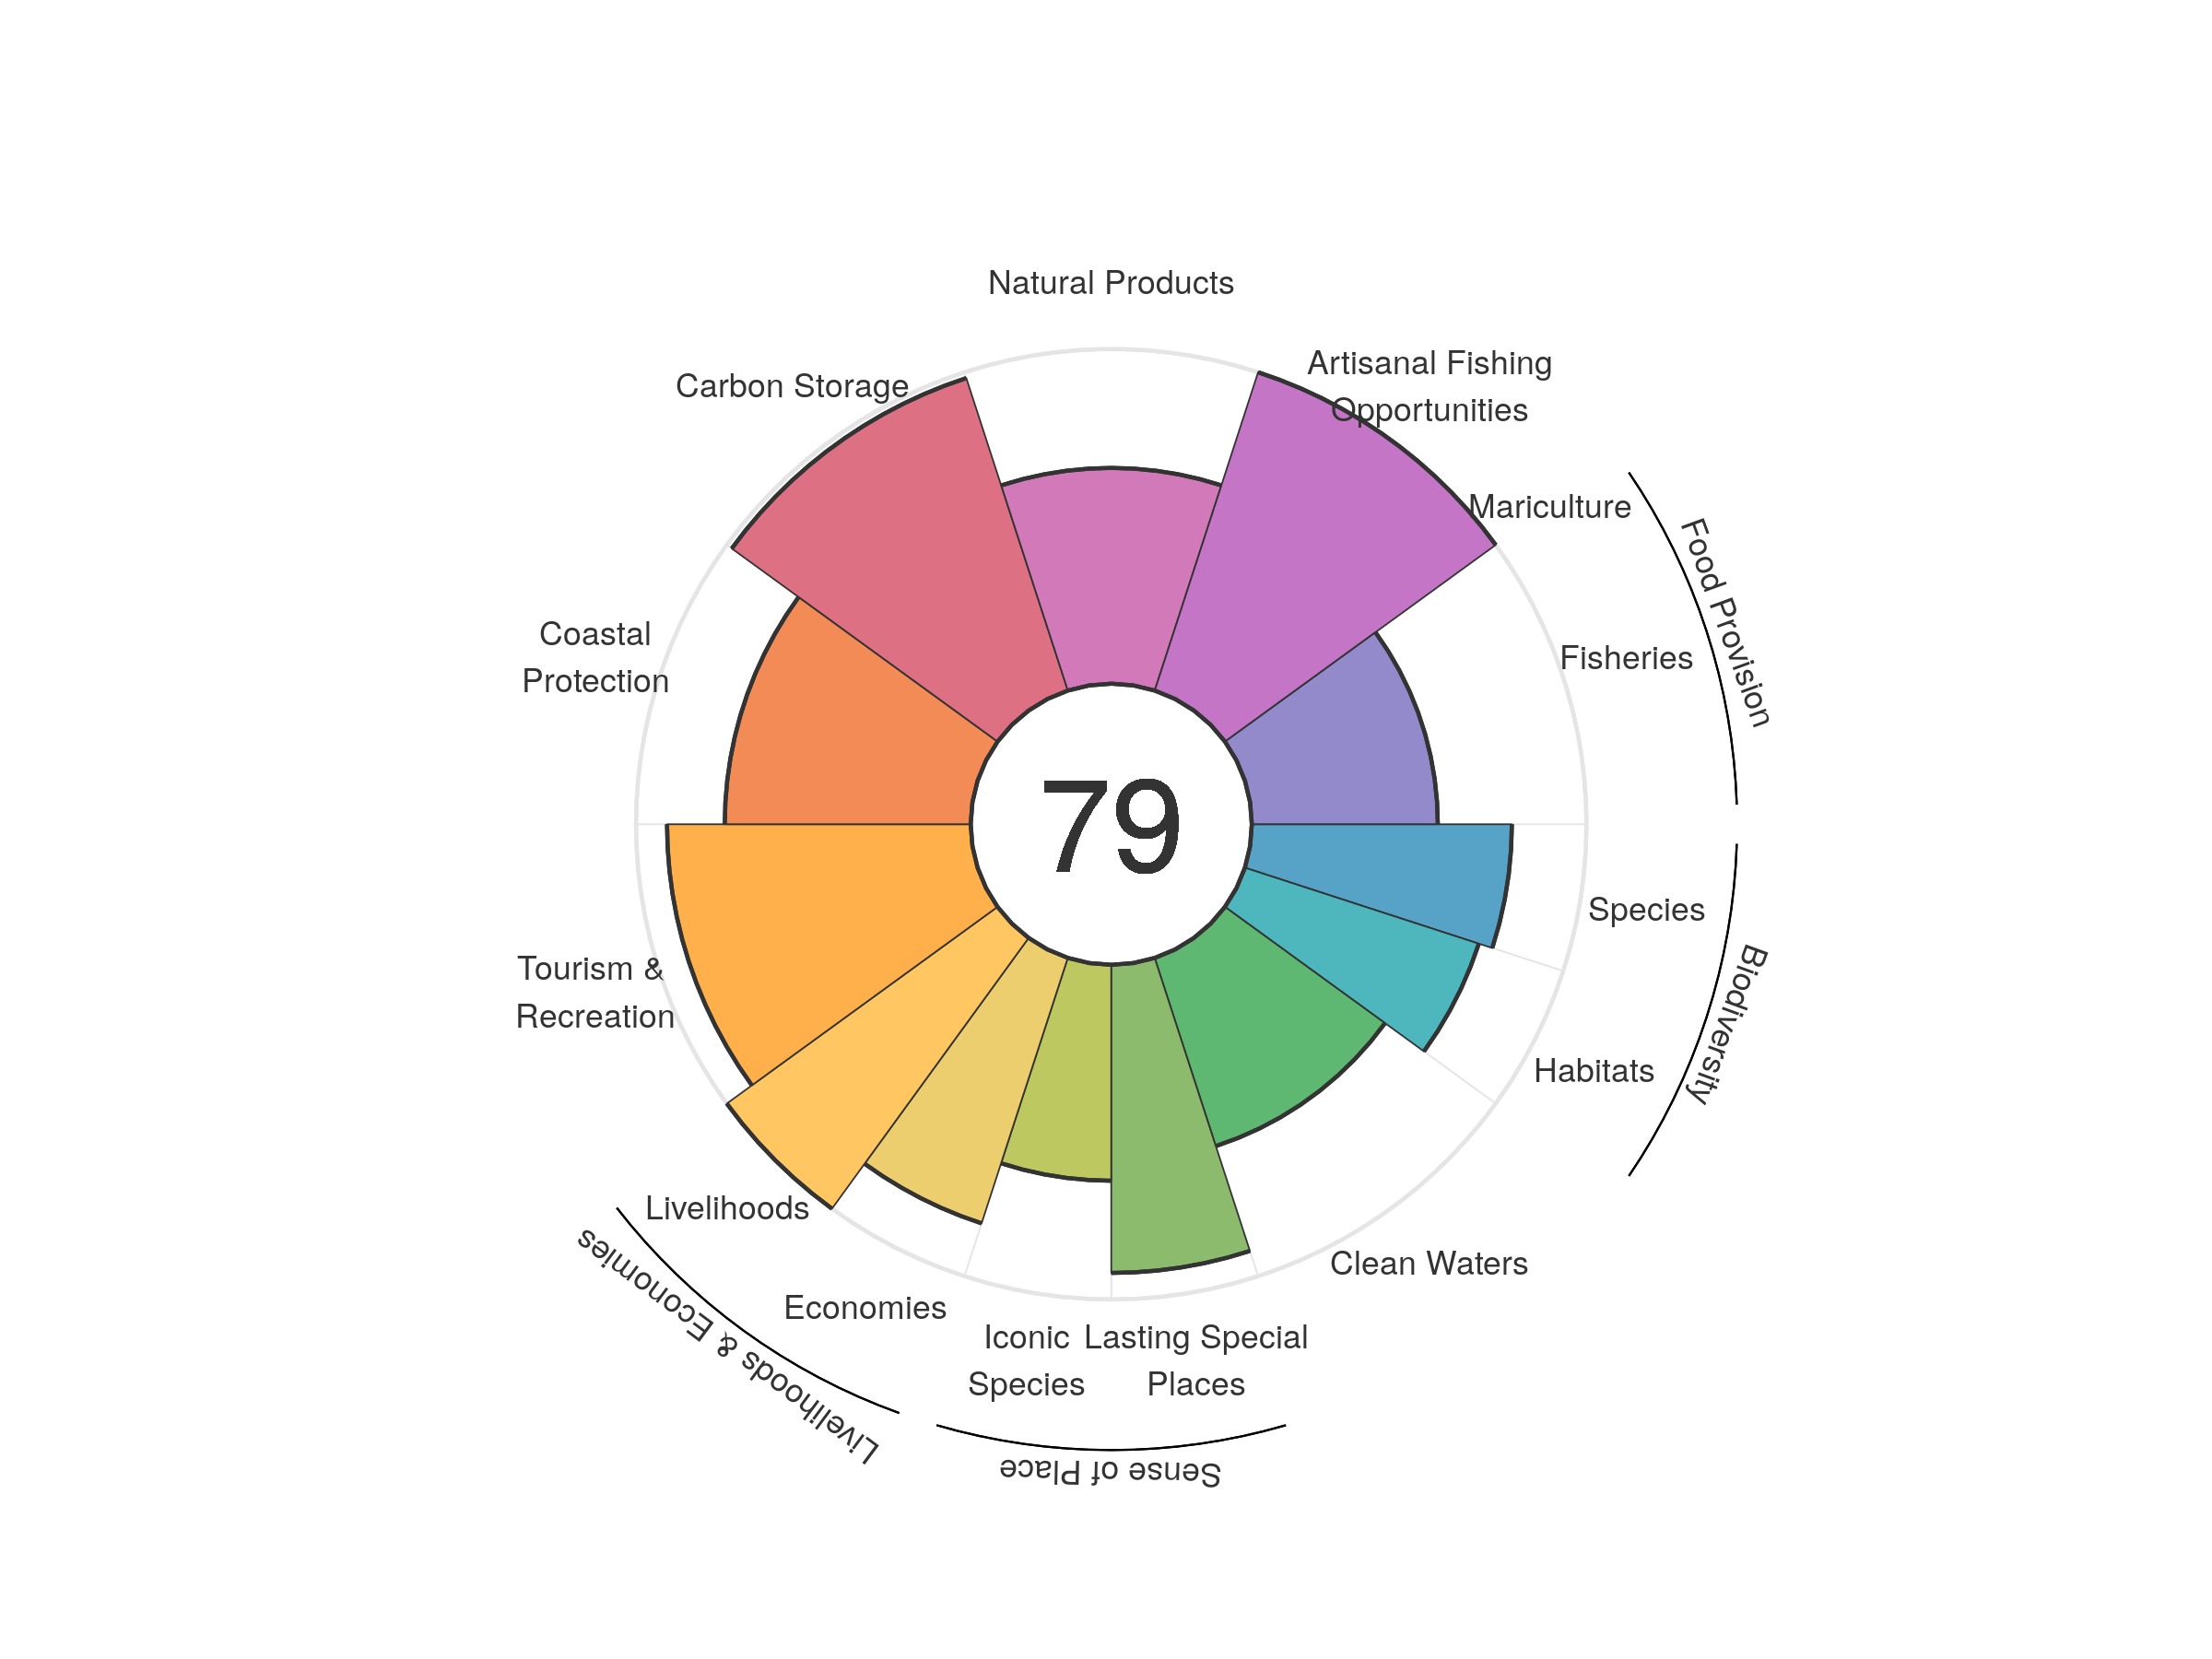 Natural Products
Artisanal Fishing
Opportunities
Carbon Storage
Mariculture
Food Provision
Fisheries
Coastal
Protection
79
Species
Biodiversity
Tourism &
Recreation
Habitats
Livelihoods
Clean Waters
Livelihoods & Economies
Economies
Iconic
Species
Lasting Special
Places
Sense of Place